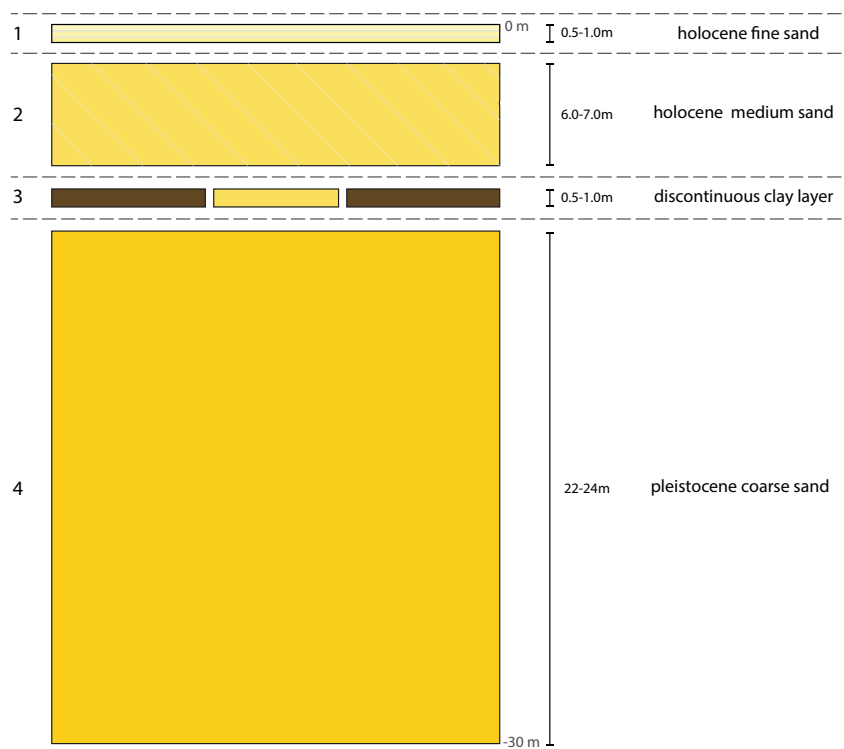 1 0 m 0.5-1.0m holocene fine sand
2 6.0-7.0m holocene medium sand
3 0.5-1.0m discontinuous clay layer
4 22-24m pleistocene coarse sand
-30 m